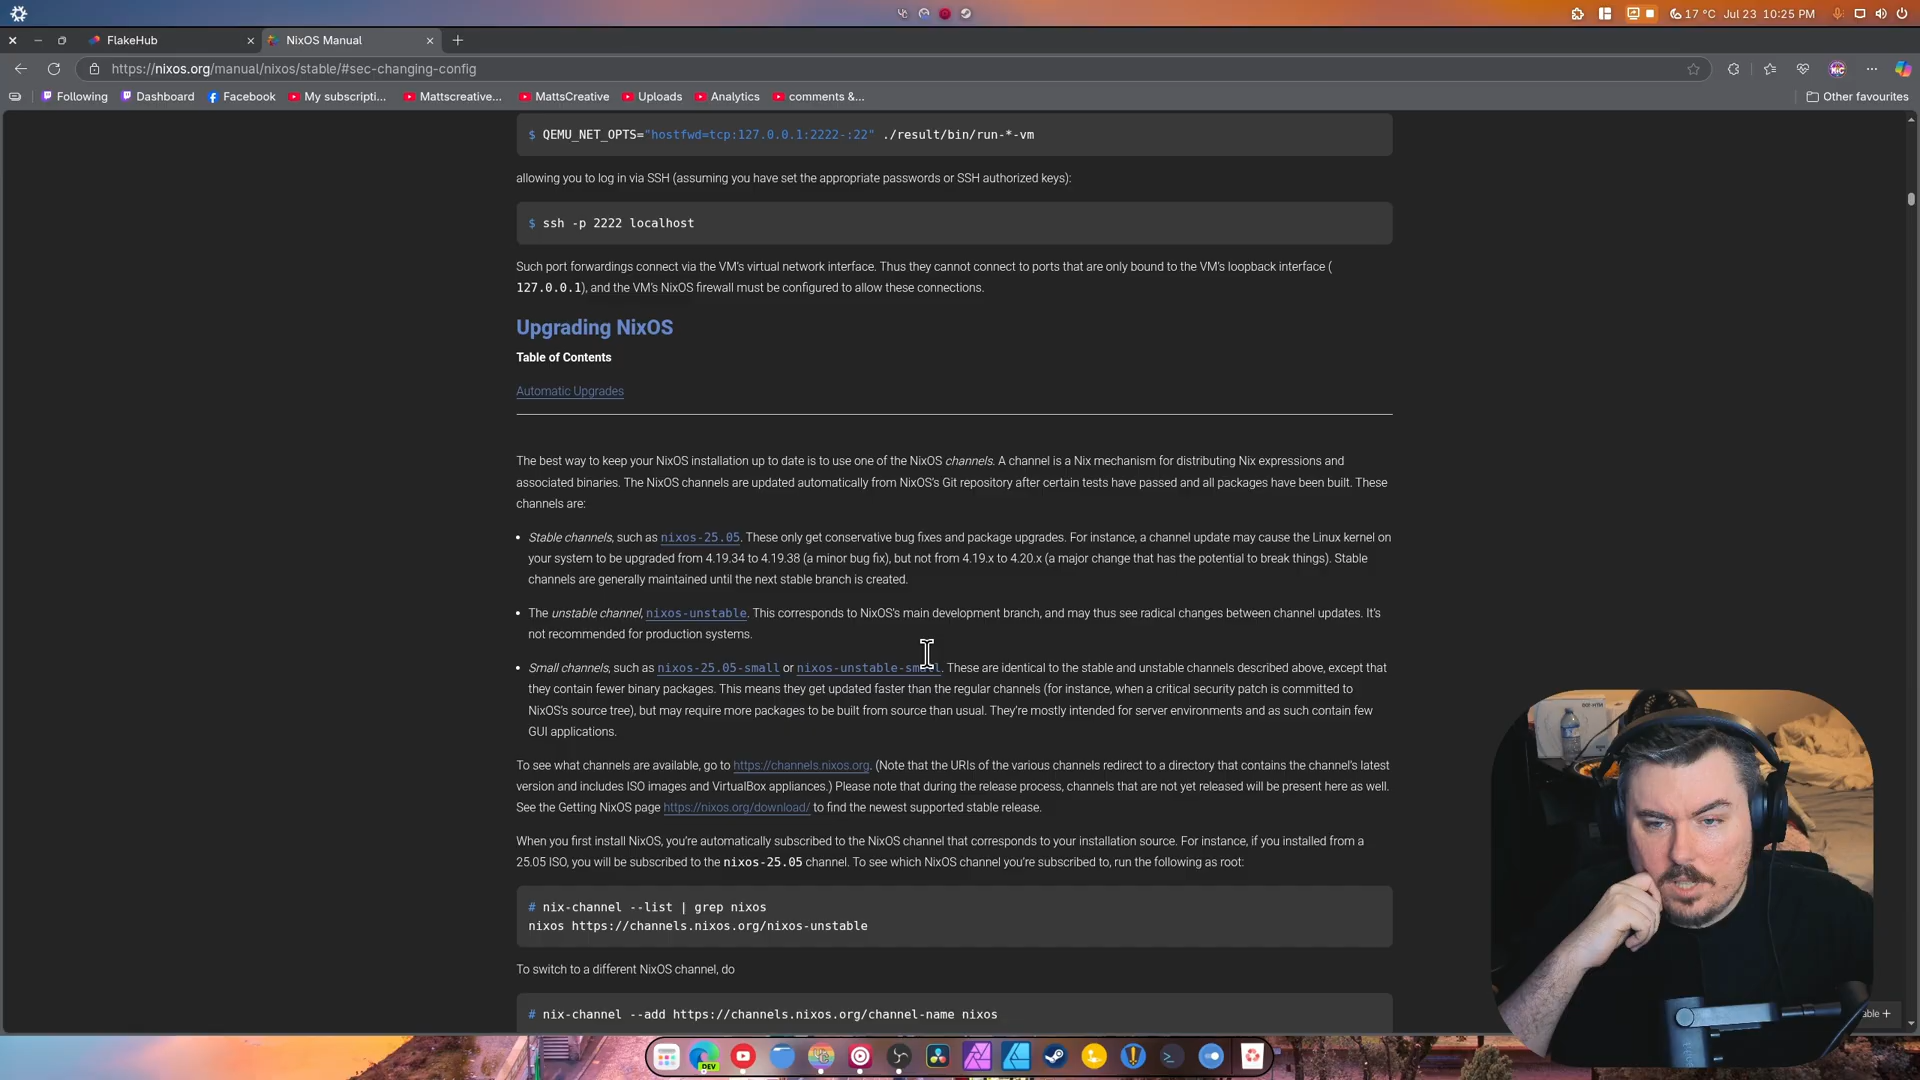 17 °C Jul 23 10:25 PM
FlakeHub
NixOS Manual
https://nixos.org/manual/nixos/stable/#sec-changing-config
Following
Dashboard
Facebook
My subscripti...
Mattscreative...
MattsCreative
Uploads
Analytics
comments &...
Other favourites
$ QEMU_NET_OPTS="hostfwd=tcp:127.0.0.1:2222-:22" ./result/bin/run-*-vm
allowing you to log in via SSH (assuming you have set the appropriate passwords or SSH authorized keys):
$ ssh -p 2222 localhost
Such port forwardings connect via the VM's virtual network interface. Thus they cannot connect to ports that are only bound to the VM's loopback interface (
127.0.0.1), and the VM's NixOS firewall must be configured to allow these connections.
Upgrading NixOS
Table of Contents
Automatic Upgrades
The best way to keep your NixOS installation up to date is to use one of the NixOS channels. A channel is a Nix mechanism for distributing Nix expressions and
associated binaries. The NixOS channels are updated automatically from NixOS's Git repository after certain tests have passed and all packages have been built. These
channels are:
• Stable channels, such as nixos-25.05. These only get conservative bug fixes and package upgrades. For instance, a channel update may cause the Linux kernel on
your system to be upgraded from 4.19.34 to 4.19.38 (a minor bug fix), but not from 4.19.x to 4.20.x (a major change that has the potential to break things). Stable
channels are generally maintained until the next stable branch is created.
• The unstable channel, nixos-unstable. This corresponds to NixOS's main development branch, and may thus see radical changes between channel updates. It's
not recommended for production systems.
• Small channels, such as nixos-25.05-small or nixos-unstable-small. These are identical to the stable and unstable channels described above, except that
they contain fewer binary packages. This means they get updated faster than the regular channels (for instance, when a critical security patch is committed to
NixOS's source tree), but may require more packages to be built from source than usual. They're mostly intended for server environments and as such contain few
GUI applications.
To see what channels are available, go to https://channels.nixos.org. (Note that the URIs of the various channels redirect to a directory that contains the channel's latest
version and includes ISO images and VirtualBox appliances.) Please note that during the release process, channels that are not yet released will be present here as well.
See the Getting NixOS page https://nixos.org/download/ to find the newest supported stable release.
When you first install NixOS, you're automatically subscribed to the NixOS channel that corresponds to your installation source. For instance, if you installed from a
25.05 ISO, you will be subscribed to the nixos-25.05 channel. To see which NixOS channel you're subscribed to, run the following as root:
# nix-channel --list | grep nixos
nixos https://channels.nixos.org/nixos-unstable
To switch to a different NixOS channel, do
# nix-channel --add https://channels.nixos.org/channel-name nixos
DEV